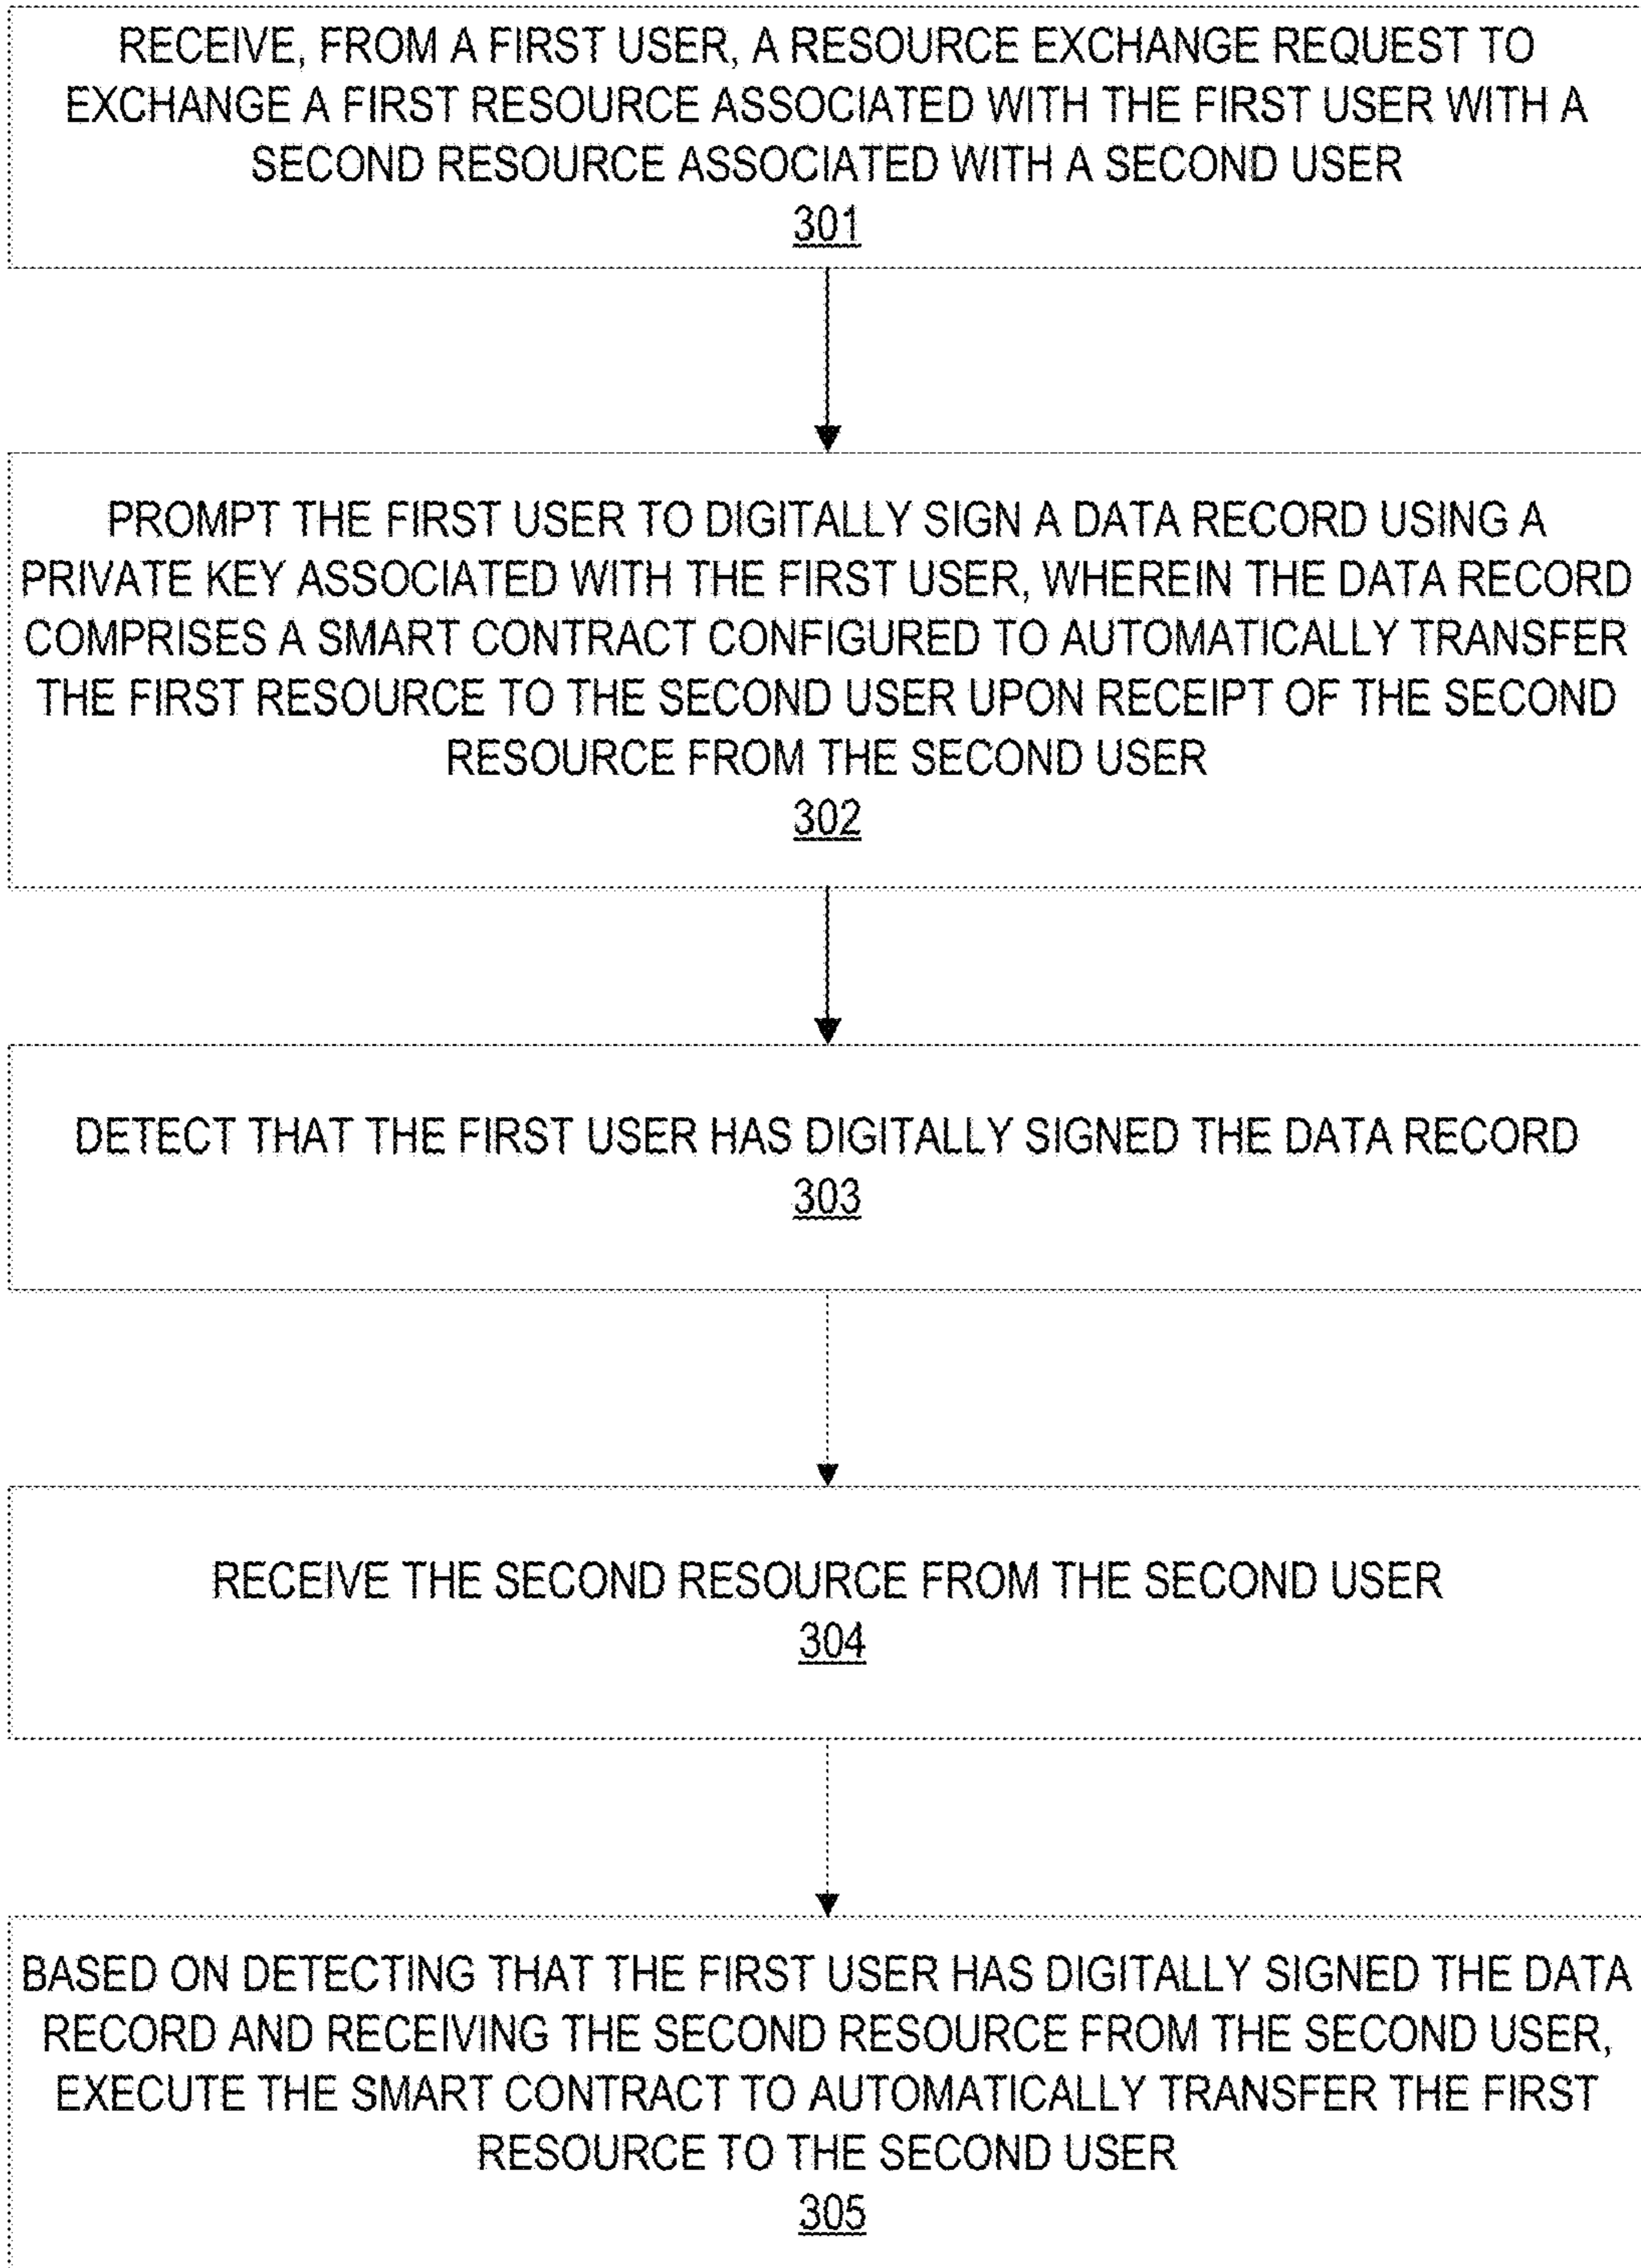 RECEIVE, FROM A FIRST USER, A RESOURCE EXCHANGE REQUEST TO
EXCHANGE A FIRST RESOURCE ASSOCIATED WITH THE FIRST USER WITH A
SECOND RESOURCE ASSOCIATED WITH A SECOND USER
301
PROMPT THE FIRST USER TO DIGITALLY SIGN A DATA RECORD USING A
PRIVATE KEY ASSOCIATED WITH THE FIRST USER, WHEREIN THE DATA RECORD
COMPRISES A SMART CONTRACT CONFIGURED TO AUTOMATICALLY TRANSFER
THE FIRST RESOURCE TO THE SECOND USER UPON RECEIPT OF THE SECOND
RESOURCE FROM THE SECOND USER
302
DETECT THAT THE FIRST USER HAS DIGITALLY SIGNED THE DATA RECORD
303
RECEIVE THE SECOND RESOURCE FROM THE SECOND USER
304
BASED ON DETECTING THAT THE FIRST USER HAS DIGITALLY SIGNED THE DATA
RECORD AND RECEIVING THE SECOND RESOURCE FROM THE SECOND USER,
EXECUTE THE SMART CONTRACT TO AUTOMATICALLY TRANSFER THE FIRST
RESOURCE TO THE SECOND USER
305